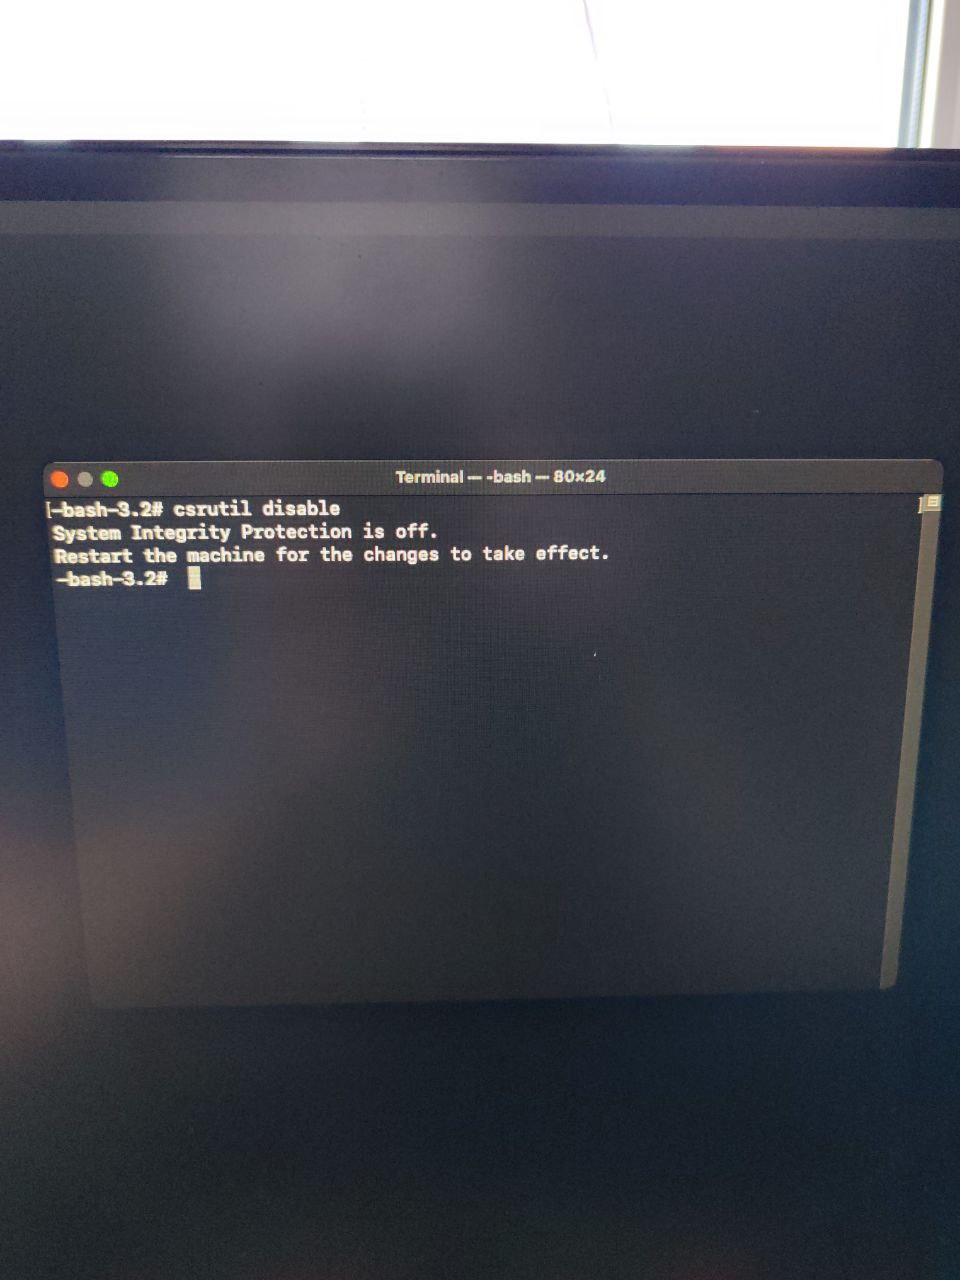 Terminal — -bash — 80×24
[-bash-3.2# csrutil disable ]
System Integrity Protection is off.
Restart the machine for the changes to take effect.
-bash-3.2#